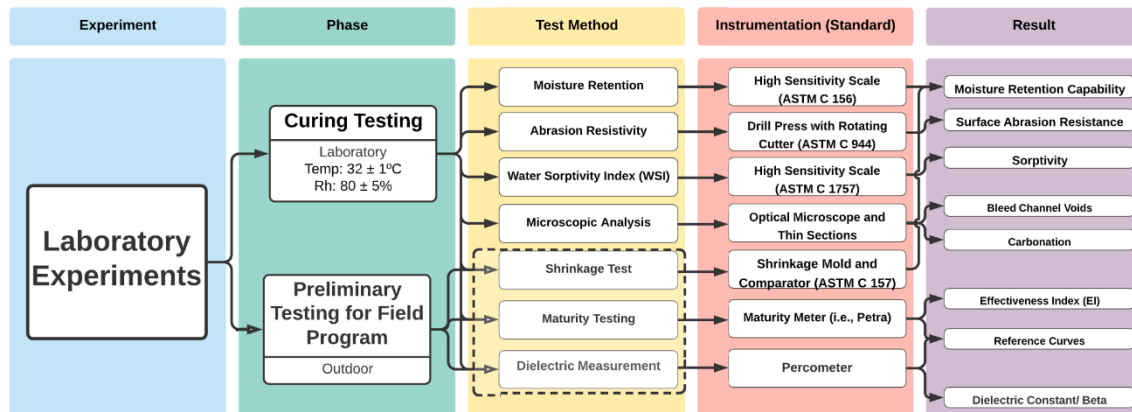 Experiment
Phase
Test Method
Instrumentation (Standard)
Result
Laboratory
Experiments
Curing Testing
Laboratory
Temp: 32 ± 1ºC
Rh: 80 ± 5%
Preliminary
Testing for Field
Program
Outdoor
Moisture Retention
Abrasion Resistivity
Water Sorptivity Index (WSI)
Microscopic Analysis
Shrinkage Test
Maturity Testing
Dielectric Measurement
High Sensitivity Scale
(ASTM C 156)
Drill Press with Rotating
Cutter (ASTM C 944)
High Sensitivity Scale
(ASTM C 1757)
Optical Microscope and
Thin Sections
Shrinkage Mold and
Comparator (ASTM C 157)
Maturity Meter (i.e., Petra)
Percometer
Moisture Retention Capability
Surface Abrasion Resistance
Sorptivity
Bleed Channel Voids
Carbonation
Effectiveness Index (EI)
Reference Curves
Dielectric Constant/ Beta